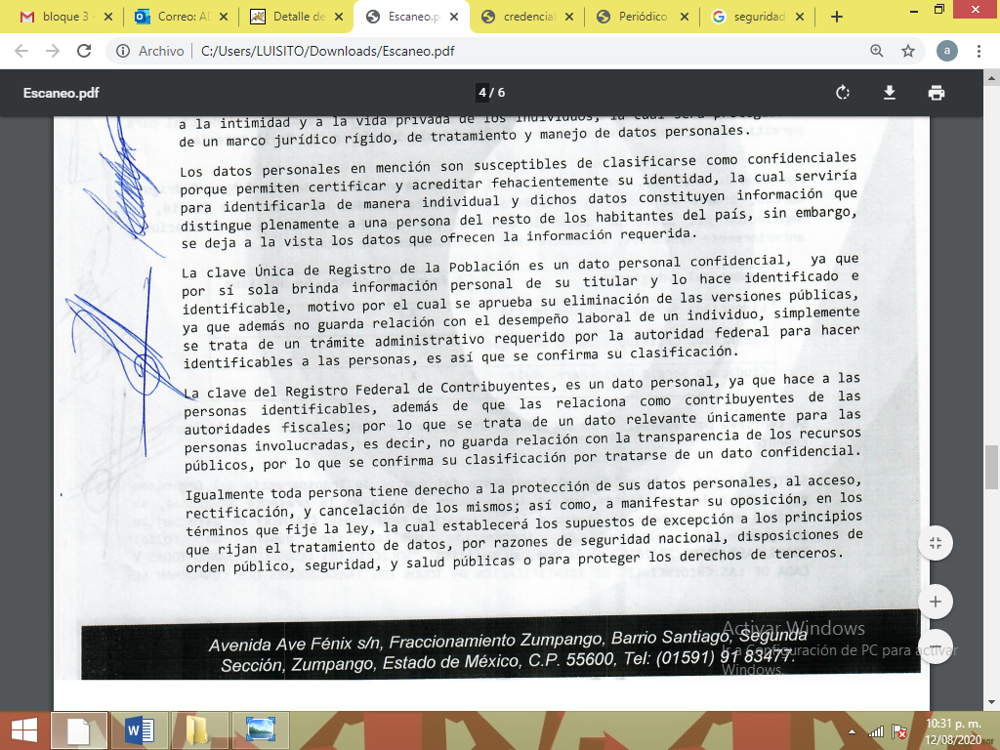 bloque 3 -
Correo: Al
Detalle de
Escaneo.p
credencial
Periódico
seguridad
Archivo
C:/Users/LUISITO/Downloads/Escaneo.pdf
a
Escaneo.pdf
4 / 6
a la intimidad y a la vida privada de los individuos, la cual será
de un marco jurídico rígido, de tratamiento y manejo de datos personales.
Los datos personales en mención son susceptibles de clasificarse como confidenciales
porque permiten certificar y acreditar fehacientemente su identidad, la cual serviría
para identificarla de manera individual y dichos datos constituyen información que
distingue plenamente a una persona del resto de los habitantes del país, sin embargo,
se deja a la vista los datos que ofrecen la información requerida.
La clave Única de Registro de la Población es un dato personal confidencial, ya que
por sí sola brinda información personal de su titular y lo hace identificado e
identificable, motivo por el cual se aprueba su eliminación de las versiones públicas,
ya que además no guarda relación con el desempeño laboral de un individuo, simplemente
se trata de un trámite administrativo requerido por la autoridad federal para hacer
identificables a las personas, es así que se confirma su clasificación.
La clave del Registro Federal de Contribuyentes, es un dato personal, ya que hace a las
personas identificables, además de que las relaciona como contribuyentes de las
autoridades fiscales; por lo que se trata de un dato relevante únicamente para las
personas involucradas, es decir, no guarda relación con la transparencia de los recursos
públicos, por lo que se confirma su clasificación por tratarse de un dato confidencial.
Igualmente toda persona tiene derecho a la protección de sus datos personales, al acceso,
rectificación, y cancelación de los mismos; así como, a manifestar su oposición, en los
términos que fije la ley, la cual establecerá los supuestos de excepción a los principios
que rijan el tratamiento de datos, por razones de seguridad nacional, disposiciones de
orden público, seguridad, y salud públicas o para proteger los derechos de terceros.
Avenida Ave Fénix s/n, Fraccionamiento Zumpango, Barrio Santiago, Segunda
Sección, Zumpango, Estado de México, C.P. 55600, Tel: (01591) 91 83477.
Activar Windows
Ir a Configuración de PC para activar
Windows.
10:31 p. m.
12/08/2020